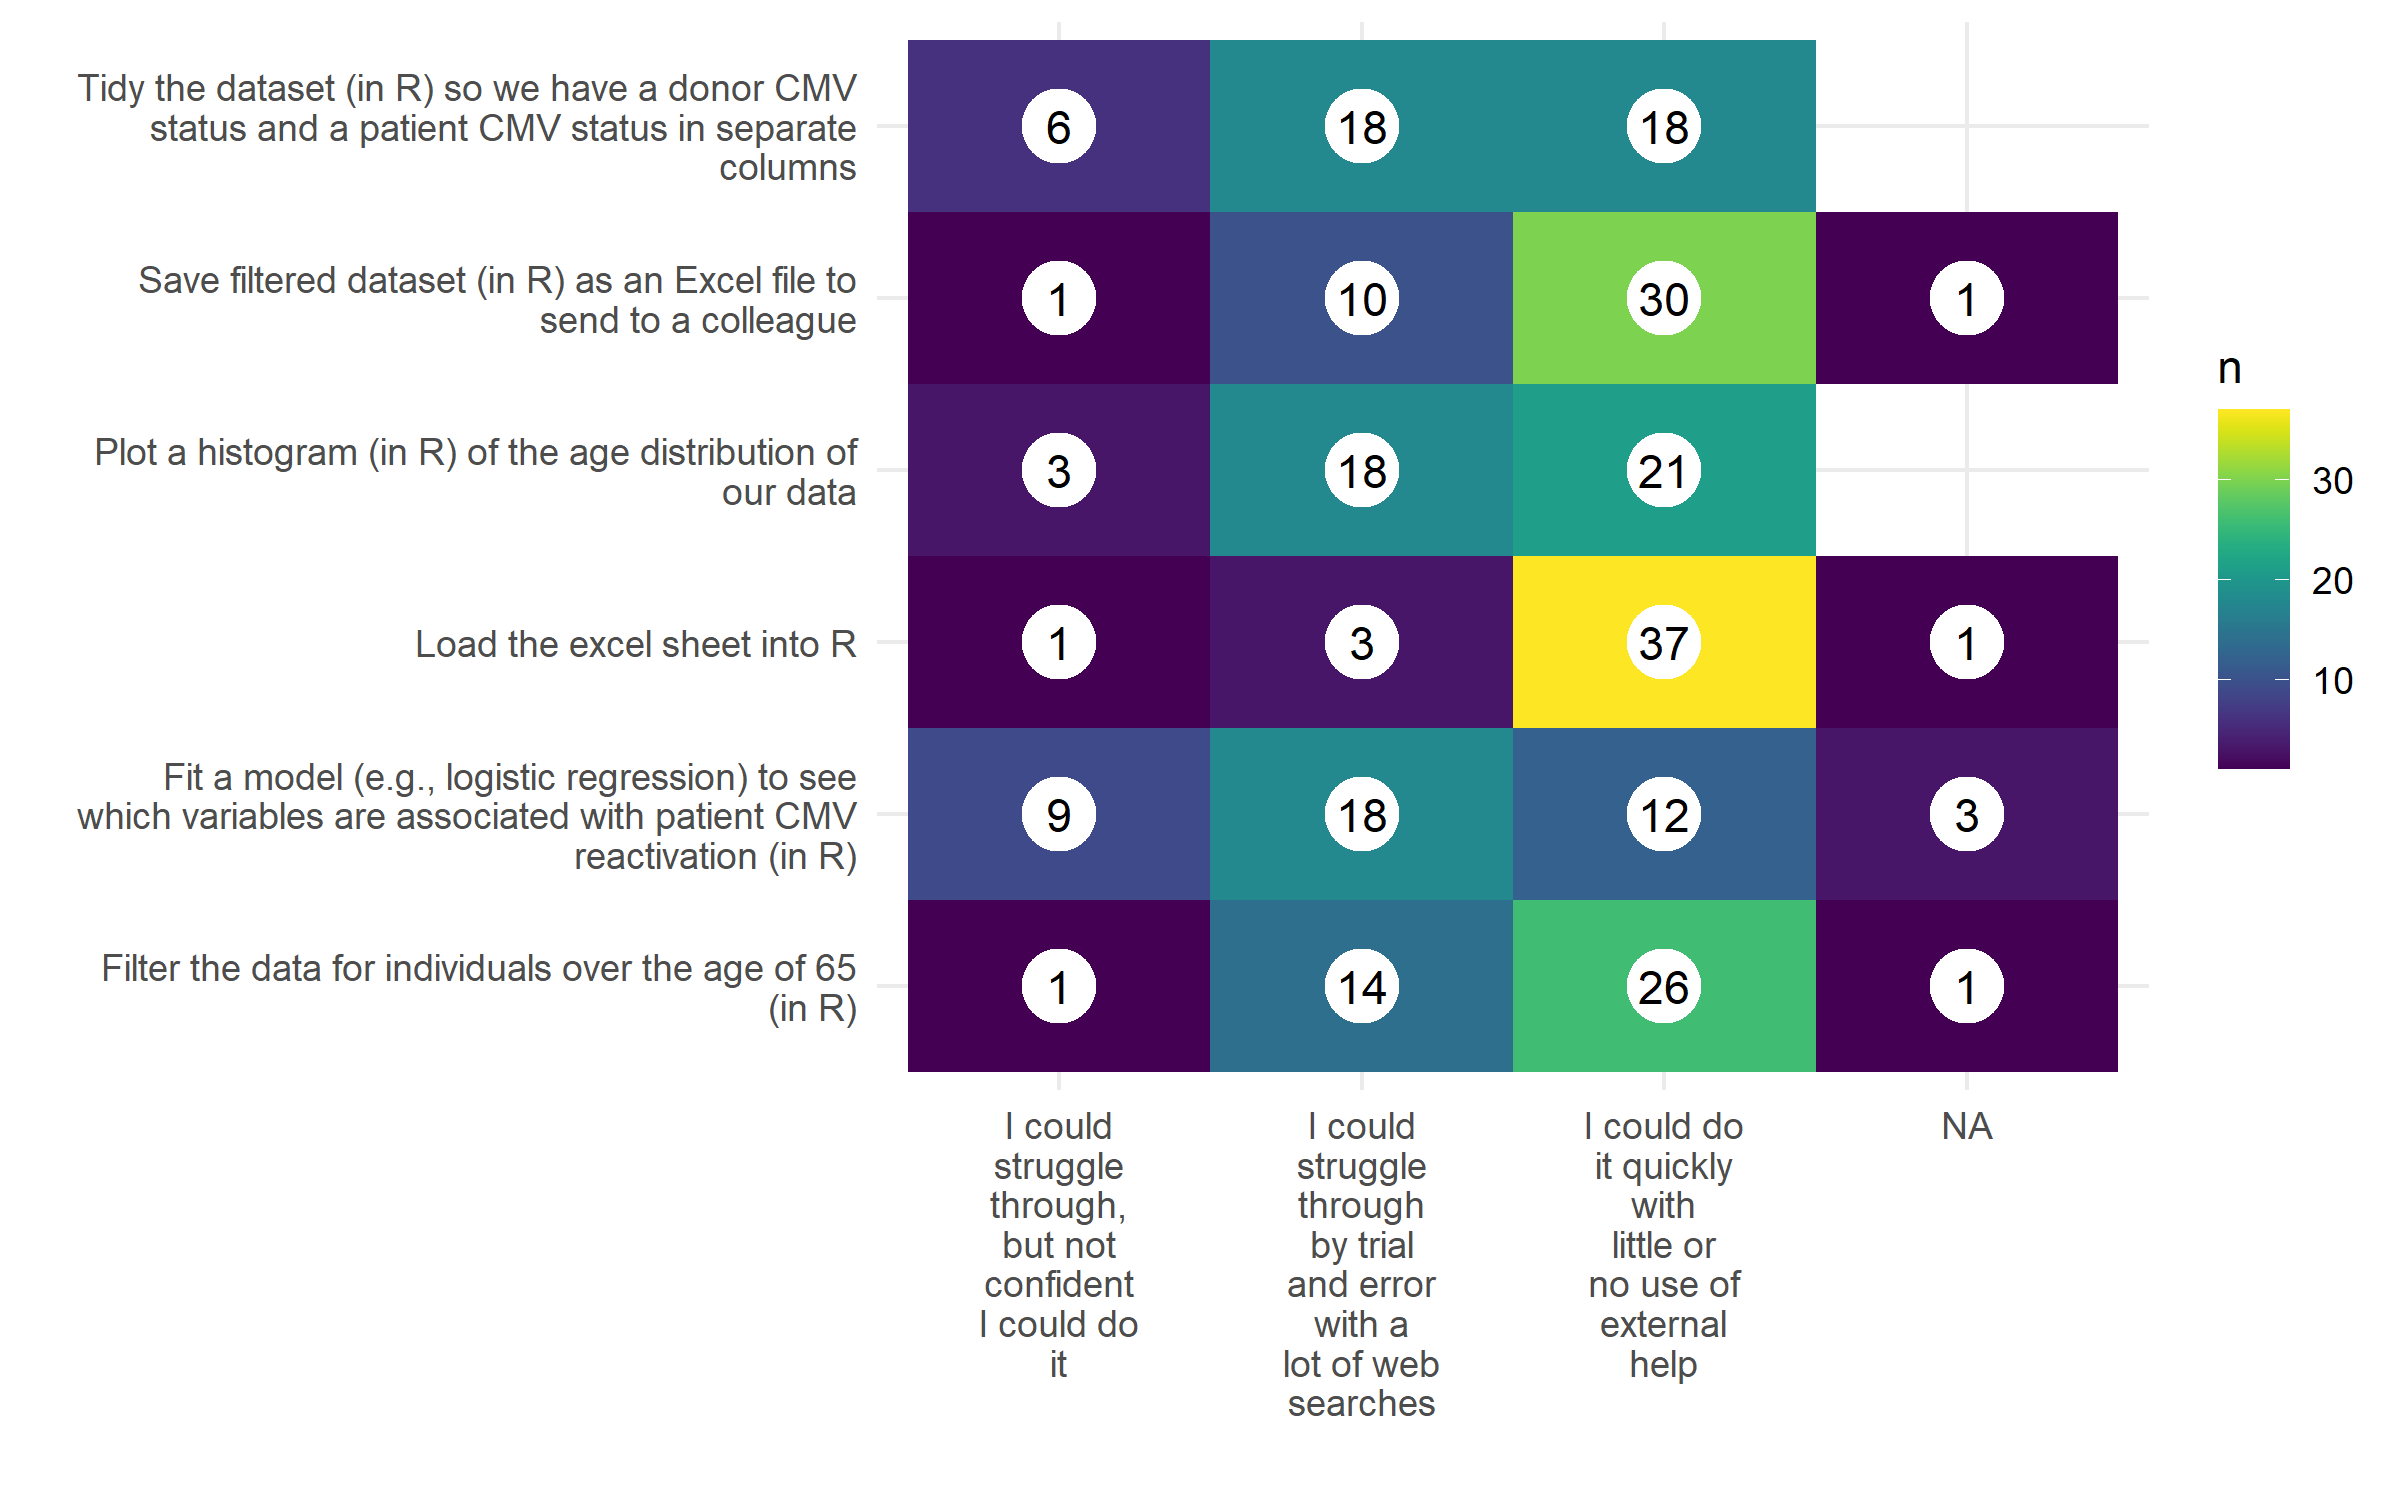 Tidy the dataset (in R) so we have a donor CMV
status and a patient CMV status in separate
columns
6
18
18
Save filtered dataset (in R) as an Excel file to
send to a colleague
1
10
30
1
Plot a histogram (in R) of the age distribution of
our data
3
18
21
Load the excel sheet into R
1
3
37
1
Fit a model (e.g., logistic regression) to see
which variables are associated with patient CMV
reactivation (in R)
9
18
12
3
Filter the data for individuals over the age of 65
(in R)
1
14
26
1
I could
struggle
through,
but not
confident
I could do
it
I could
struggle
through
by trial
and error
with a
lot of web
searches
I could do
it quickly
with
little or
no use of
external
help
NA
n
30
20
10